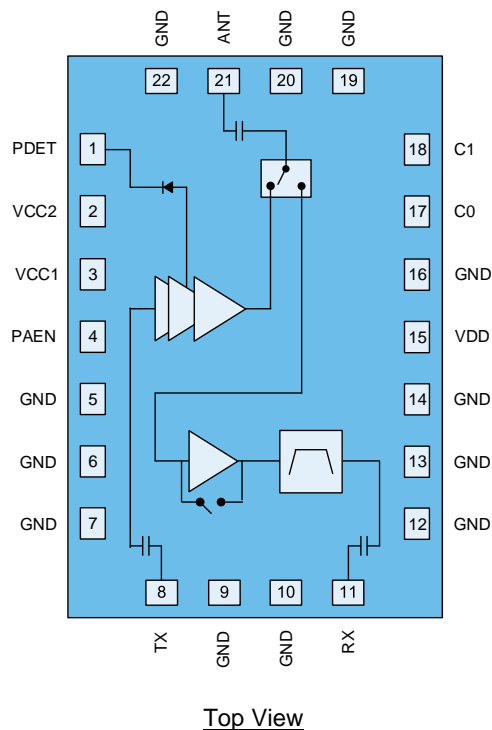 GND ANT GND GND
22 21 20 19
PDET 1 18 C1
VCC2 2 17 C0
VCC1 3 16 GND
PAEN 4 15 VDD
GND 5 14 GND
GND 6 13 GND
GND 7 12 GND
8 9 10 11
TX GND GND RX
Top View